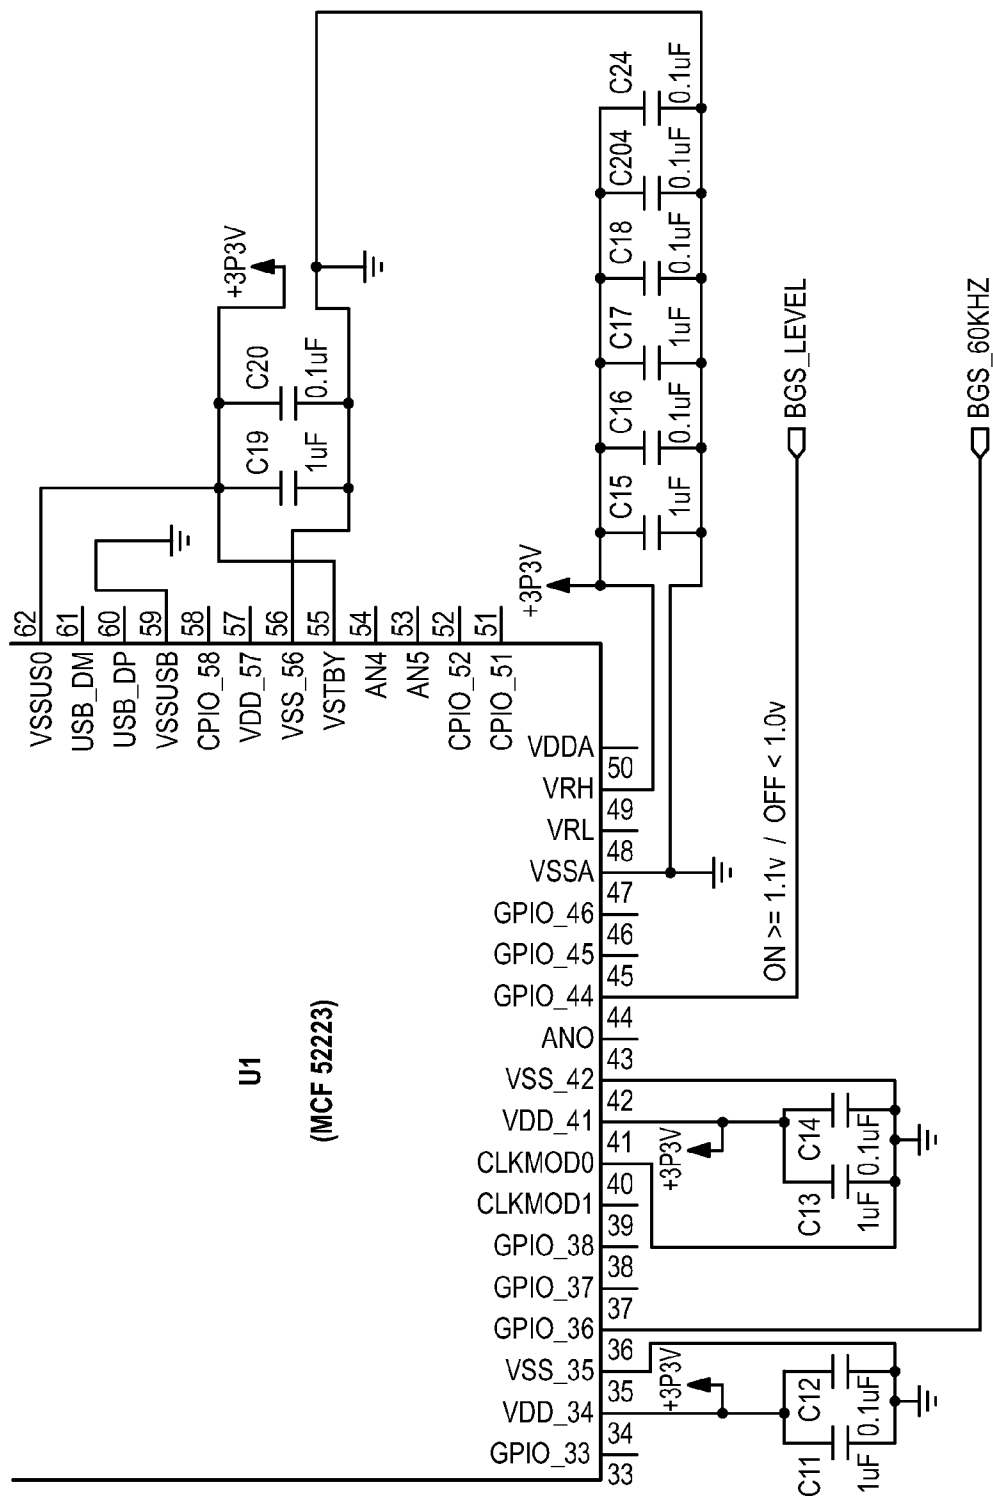 C24
0.1uF
C204
0.1uF
C18
0.1uF
C17
1uF
C16
0.1uF
C15
1uF
+3P3V
C20
0.1uF
C19
1uF
+3P3V
BGS_LEVEL
BGS_60KHZ
62
61
60
59
58
57
56
55
54
53
52
51
VSSUS0
USB_DM
USB_DP
VSSUSB
CPIO_58
VDD_57
VSS_56
VSTBY
AN4
AN5
CPIO_52
CPIO_51
VDDA
50
VRH
49
VRL
48
VSSA
47
GPIO_46
46
GPIO_45
45
GPIO_44
44
ANO
43
VSS_42
42
VDD_41
41
CLKMOD0
40
CLKMOD1
39
GPIO_38
38
GPIO_37
37
GPIO_36
36
VSS_35
35
VDD_34
34
GPIO_33
33
ON >= 1.1v / OFF < 1.0v
U1
(MCF 52223)
+3P3V
C14
0.1uF
C13
1uF
+3P3V
C12
0.1uF
C11
1uF